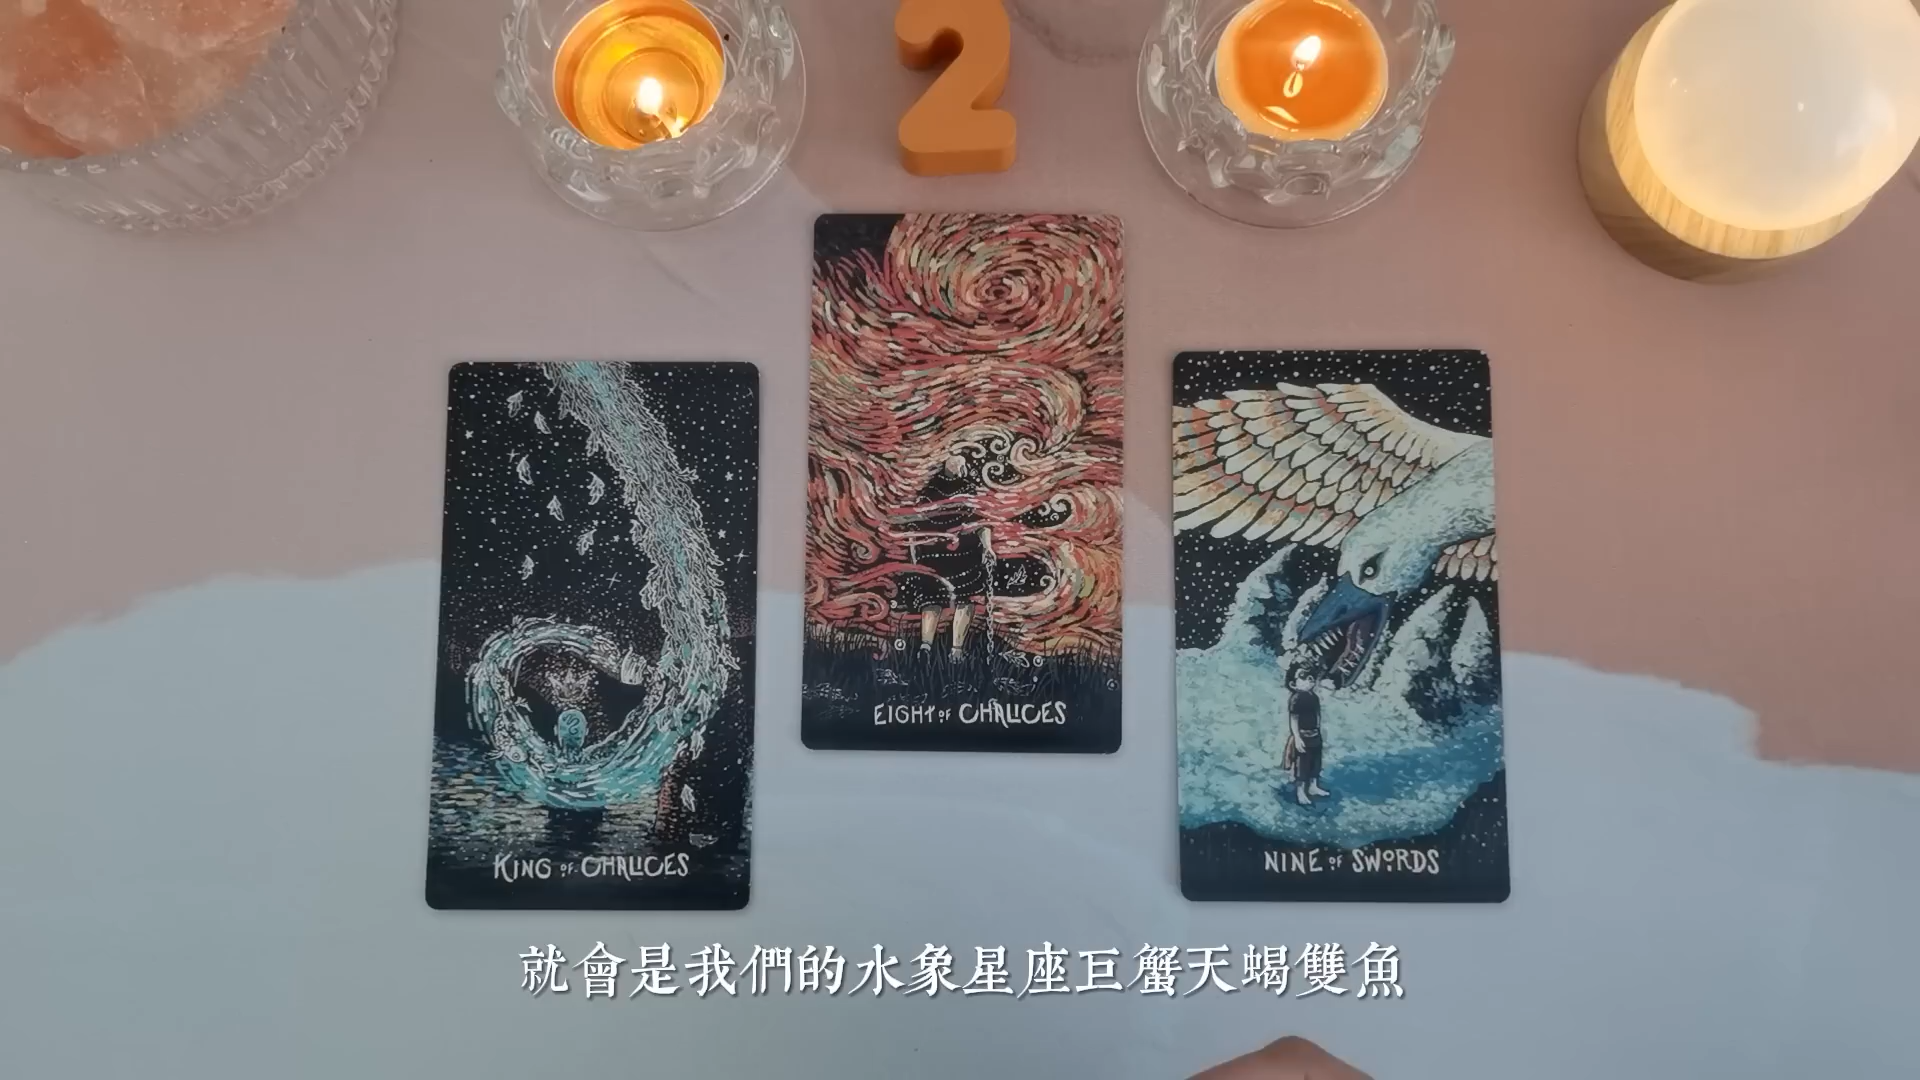 2
EIGHT OF CHALICES
KING OF CHALICES
NINE OF SWORDS
就會是我們的水象星座巨蟹天蝎雙魚